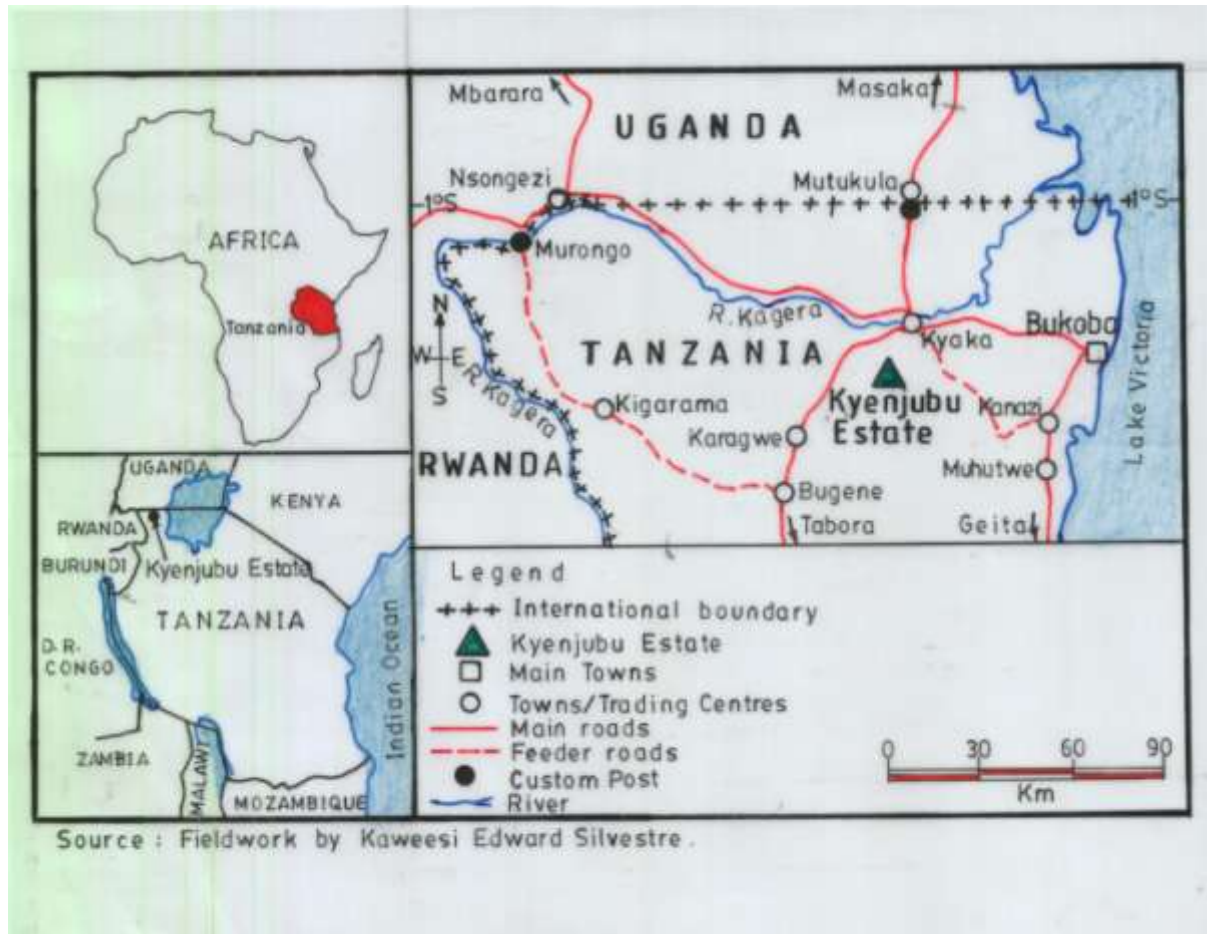 AFRICA
Tanzania
UGANDA
KENYA
RWANDA
BURUNDI
Kyenjubu Estate
TANZANIA
D.R.
CONGO
Indian Ocean
ZAMBIA
MALAWI
MOZAMBIQUE
Mbarara
Masaka
UGANDA
Nsongezi
Mutukula
1°S
1°S
Murongo
R. Kagera
N
W E
S
TANZANIA
Kyaka
Bukoba
R. Kagera
Kigarama
Kyenjubu
Estate
Kanazi
Karagwe
Lake Victoria
RWANDA
Muhutwe
Bugene
Tabora
Geita
Legend
International boundary
Kyenjubu Estate
Main Towns
Towns/Trading Centres
Main roads
Feeder roads
Custom Post
River
0 30 60 90
Km
Source : Fieldwork by Kaweesi Edward Silvestre.